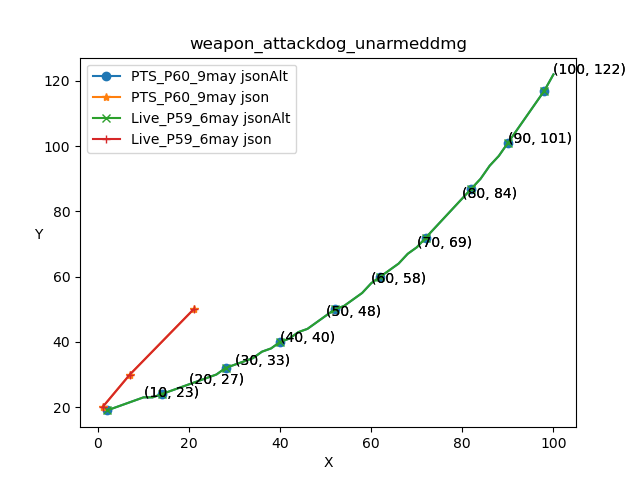 weapon_attackdog_unarmeddmg
PTS_P60_9may jsonAlt
PTS_P60_9may json
Live_P59_6may jsonAlt
Live_P59_6may json
(100, 122)
(90, 101)
(80, 84)
(70, 69)
(60, 58)
(50, 48)
(40, 40)
(30, 33)
(20, 27)
(10, 23)
Y
120
100
80
60
40
20
0 20 40 60 80 100
X